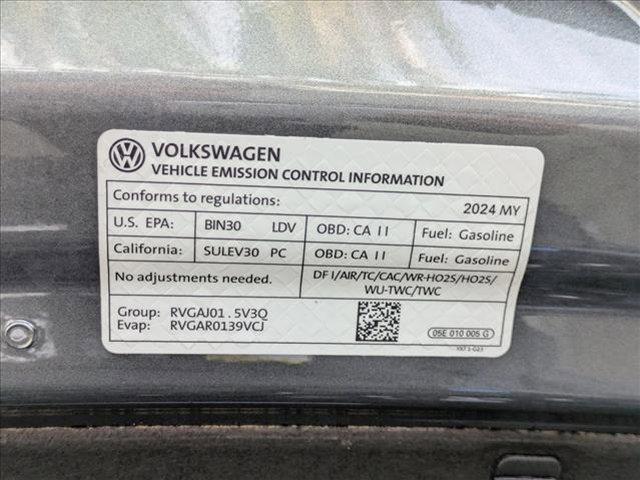 VOLKSWAGEN
VEHICLE EMISSION CONTROL INFORMATION
Conforms to regulations: 2024 MY
U.S. EPA: BIN30 LDV OBD: CA II Fuel: Gasoline
California: SULEV30 PC OBD: CA II Fuel: Gasoline
No adjustments needed. DFI/AIR/TC/CAC/WR-HO2S/HO2S/
WU-TWC/TWC
Group: RVGAJ01.5V3Q
Evap: RVGAR0139VCJ
05E 010 005 G